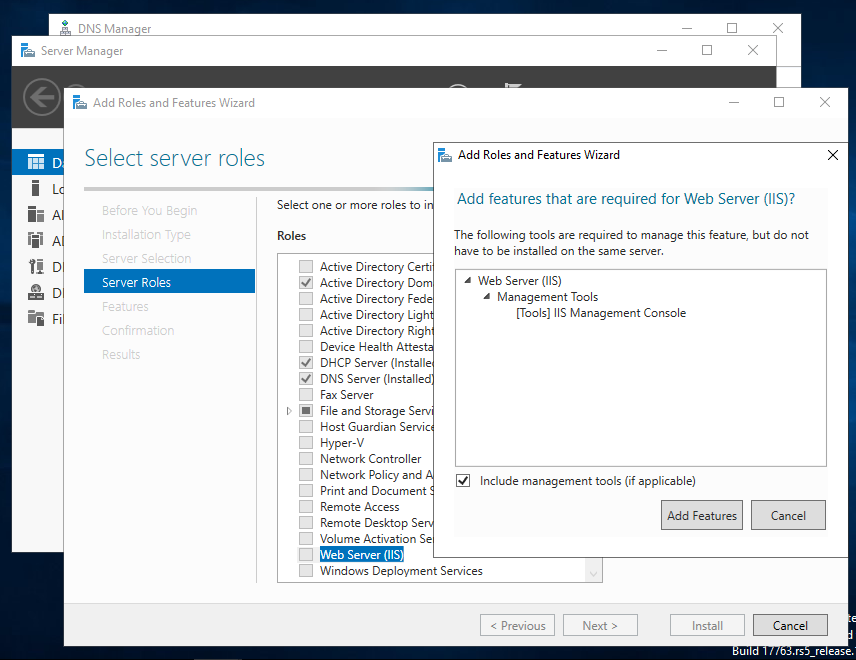 DNS Manager
Server Manager
Add Roles and Features Wizard
Select server roles
Before You Begin
Installation Type
Server Selection
Server Roles
Features
Confirmation
Results
Select one or more roles to in
Roles
Active Directory Certi
Active Directory Dom
Active Directory Fede
Active Directory Light
Active Directory Right
Device Health Attesta
DHCP Server (Installe
DNS Server (Installed)
Fax Server
File and Storage Servi
Host Guardian Service
Hyper-V
Network Controller
Network Policy and A
Print and Document S
Remote Access
Remote Desktop Serv
Volume Activation Se
Web Server (IIS)
Windows Deployment Services
Add Roles and Features Wizard
Add features that are required for Web Server (IIS)?
The following tools are required to manage this feature, but do not
have to be installed on the same server.
Web Server (IIS)
Management Tools
[Tools] IIS Management Console
Include management tools (if applicable)
Add Features
Cancel
< Previous
Next >
Install
Cancel
Build 17763.rs5_release.